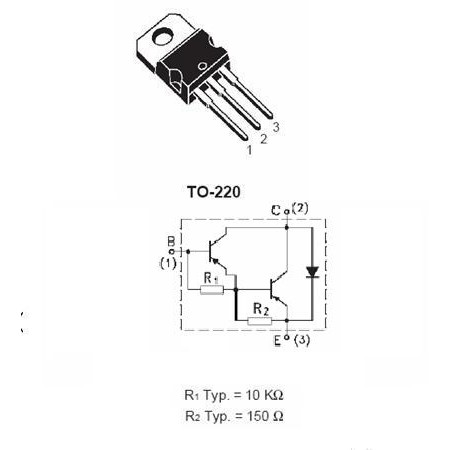 1
2
3
TO-220
C (2)
B
(1)
R1
R2
E (3)
R1 Typ. = 10 KΩ
R2 Typ. = 150 Ω